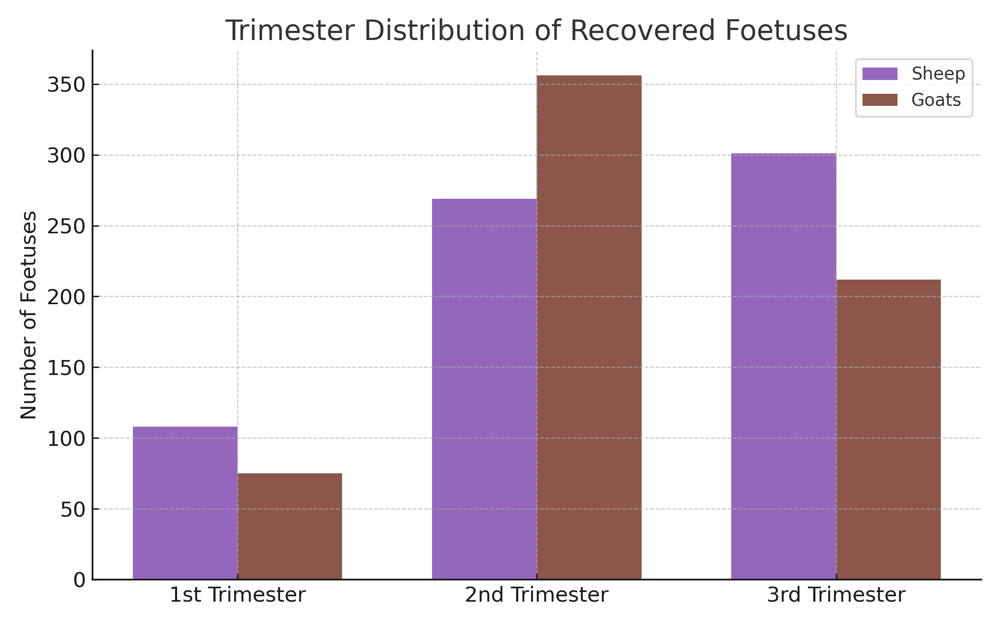 Trimester Distribution of Recovered Foetuses
Sheep
Goats
Number of Foetuses
350
300
250
200
150
100
50
0
1st Trimester
2nd Trimester
3rd Trimester